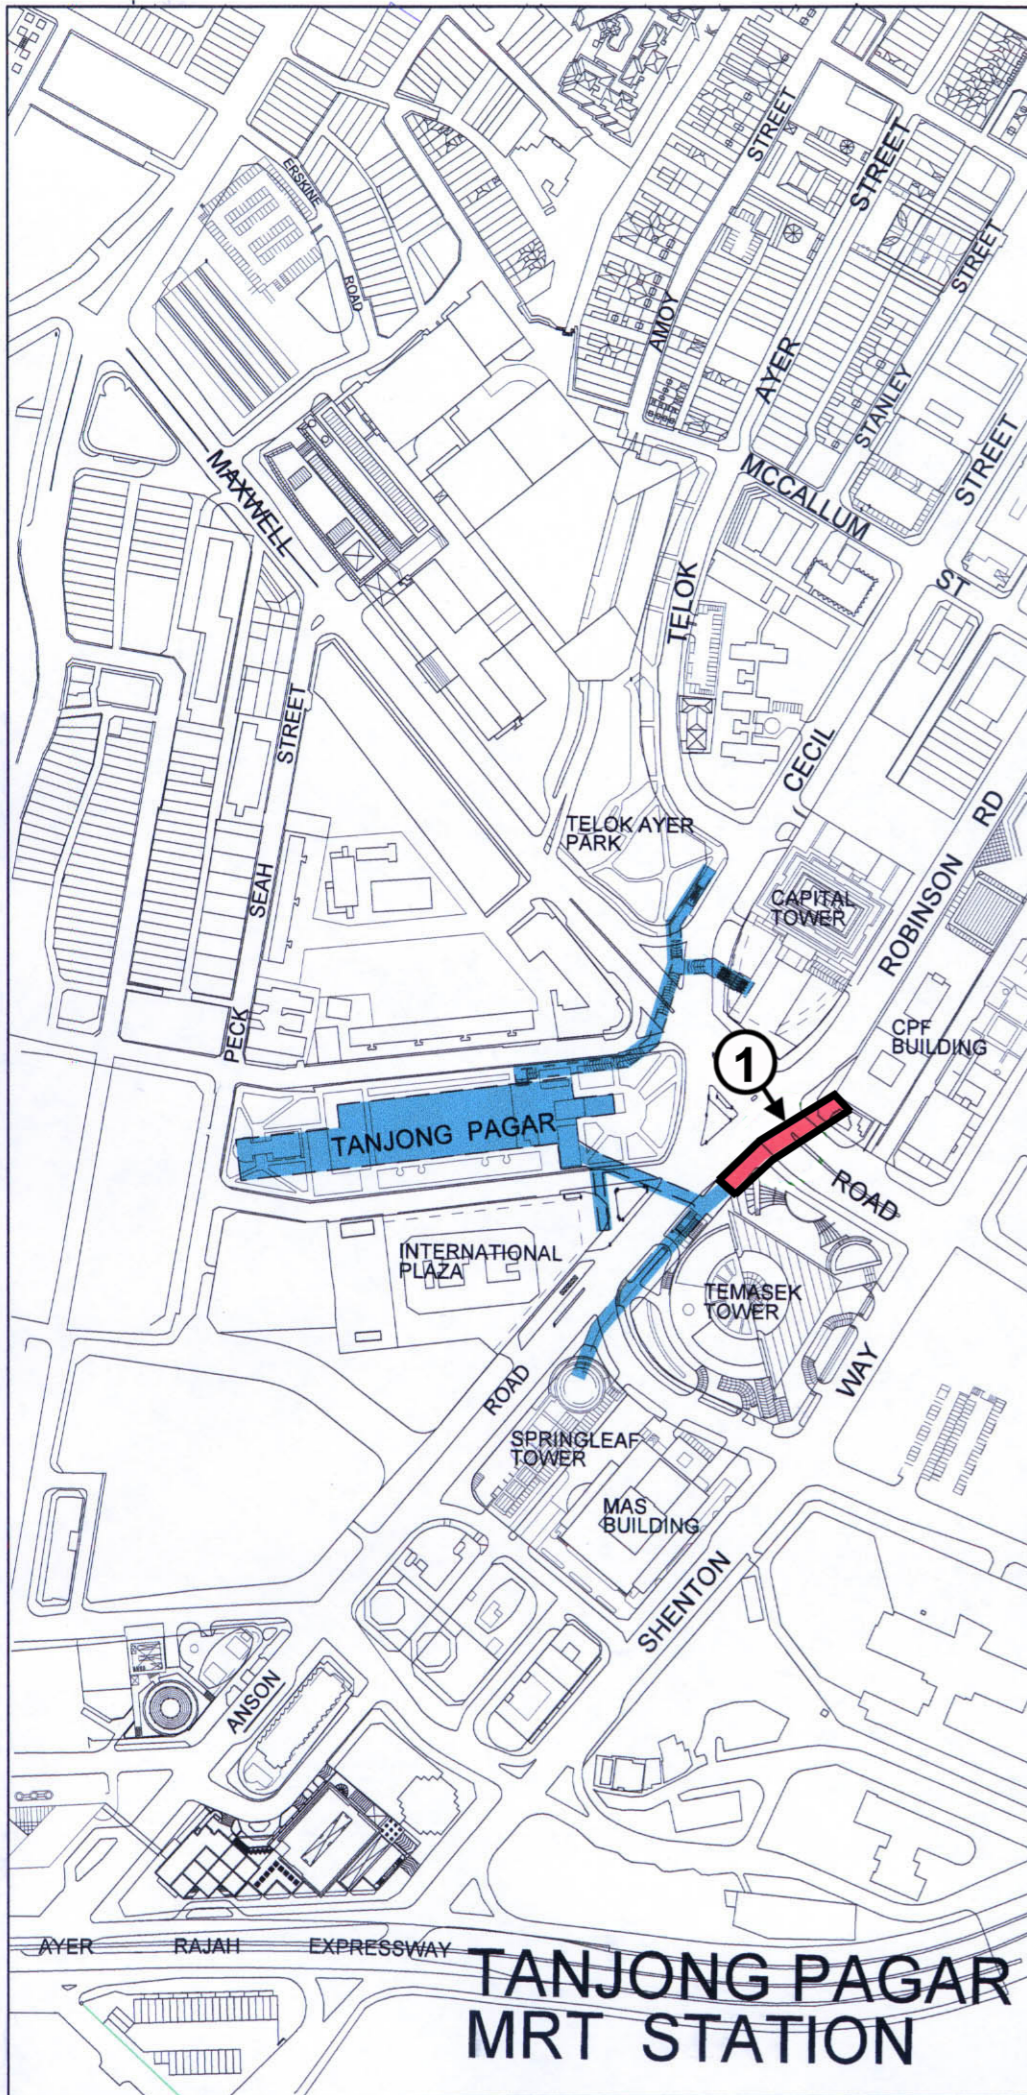 ERSKINE
ROAD
STREET
STREET
STREET
AMOY
AYER
STANLEY
STREET
MAXWELL
MCCALLUM
ST
TELOK
STREET
CECIL
RD
TELOK AYER
PARK
SEAH
CAPITAL
TOWER
ROBINSON
PECK
CPF
BUILDING
1
TANJONG PAGAR
ROAD
INTERNATIONAL
PLAZA
TEMASEK
TOWER
WAY
ROAD
SPRINGLEAF
TOWER
MAS
BUILDING
SHENTON
ANSON
AYER RAJAH EXPRESSWAY
TANJONG PAGAR
MRT STATION